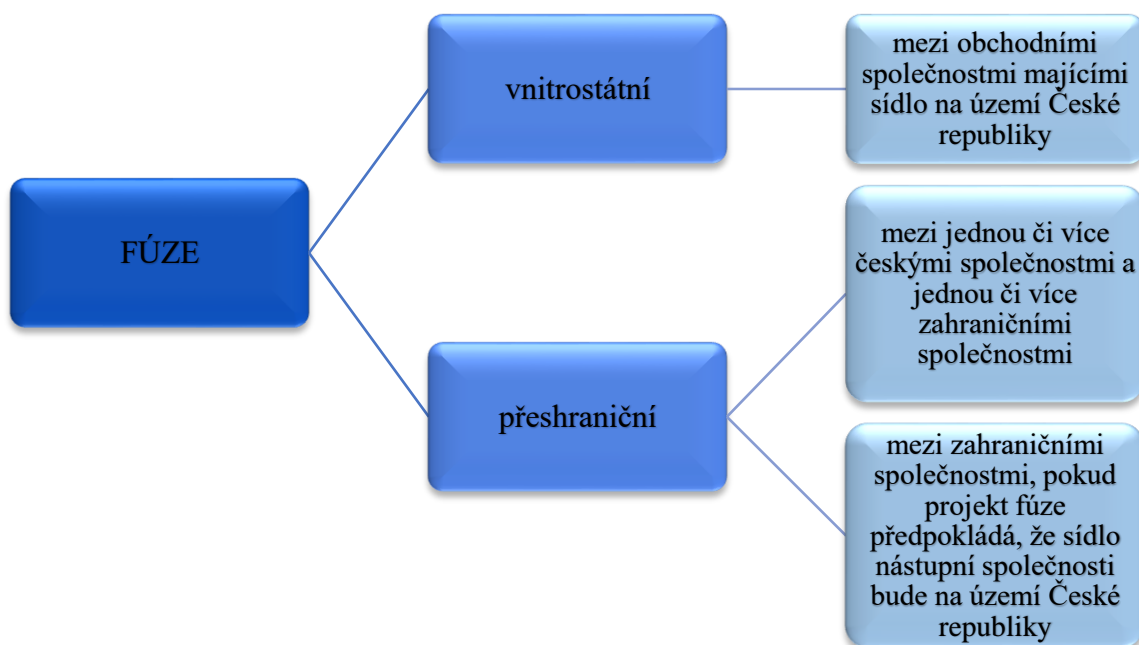 FÚZE
vnitrostátní
mezi obchodními
společnostmi majícími
sídlo na území České
republiky
přeshraniční
mezi jednou či více
českými společnostmi a
jednou či více
zahraničními
společnostmi
mezi zahraničními
společnostmi, pokud
projekt fúze
předpokládá, že sídlo
nástupní společnosti
bude na území České
republiky